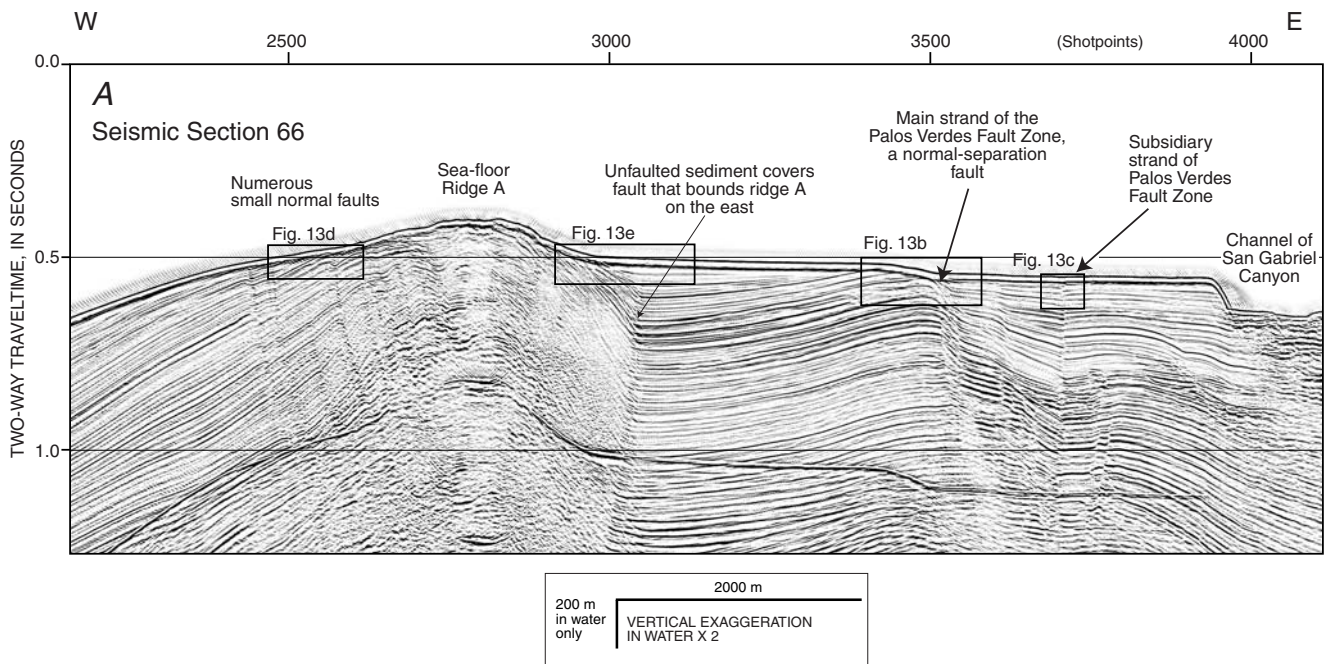 W
E
2500
3000
3500
(Shotpoints)
4000
0.0
A
Seismic Section 66
Main strand of the
Palos Verdes Fault Zone,
a normal-separation
fault
Subsidiary
strand of
Palos Verdes
Fault Zone
Numerous
small normal faults
Sea-floor
Ridge A
Unfaulted sediment covers
fault that bounds ridge A
on the east
Fig. 13d
Fig. 13e
Fig. 13b
Fig. 13c
Channel of
San Gabriel
Canyon
0.5
1.0
TWO-WAY TRAVELTIME, IN SECONDS
2000 m
200 m
in water
only
VERTICAL EXAGGERATION
IN WATER X 2